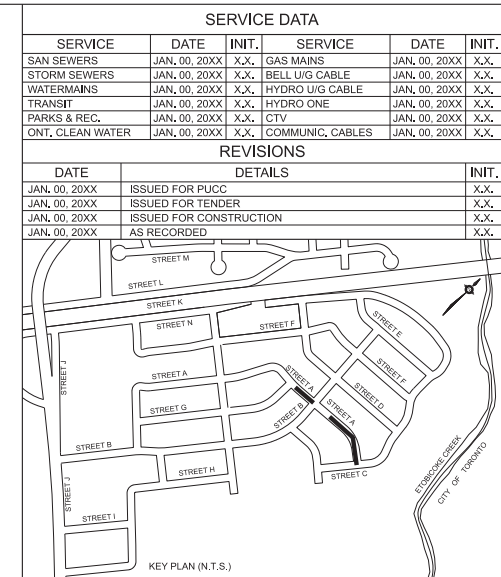 SERVICE DATA
SERVICE DATE INIT. SERVICE DATE INIT.
SAN SEWERS JAN. 00, 20XX X.X. GAS MAINS JAN. 00, 20XX X.X.
STORM SEWERS JAN. 00, 20XX X.X. BELL U/G CABLE JAN. 00, 20XX X.X.
WATERMAINS JAN. 00, 20XX X.X. HYDRO U/G CABLE JAN. 00, 20XX X.X.
TRANSIT JAN. 00, 20XX X.X. HYDRO ONE JAN. 00, 20XX X.X.
PARKS & REC. JAN. 00, 20XX X.X. CTV JAN. 00, 20XX X.X.
ONT. CLEAN WATER JAN. 00, 20XX X.X. COMMUNIC. CABLES JAN. 00, 20XX X.X.
REVISIONS
DATE DETAILS INIT.
JAN. 00, 20XX ISSUED FOR PUCC X.X.
JAN. 00, 20XX ISSUED FOR TENDER X.X.
JAN. 00, 20XX ISSUED FOR CONSTRUCTION X.X.
JAN. 00, 20XX AS RECORDED X.X.
STREET M
STREET L
STREET K
STREET N
STREET F
STREET E
STREET J
STREET A
STREET A
STREET F
STREET G
STREET B
STREET A
STREET D
STREET B
STREET H
STREET C
STREET J
STREET I
ETOBICOKE CREEK
CITY OF TORONTO
KEY PLAN (N.T.S.)